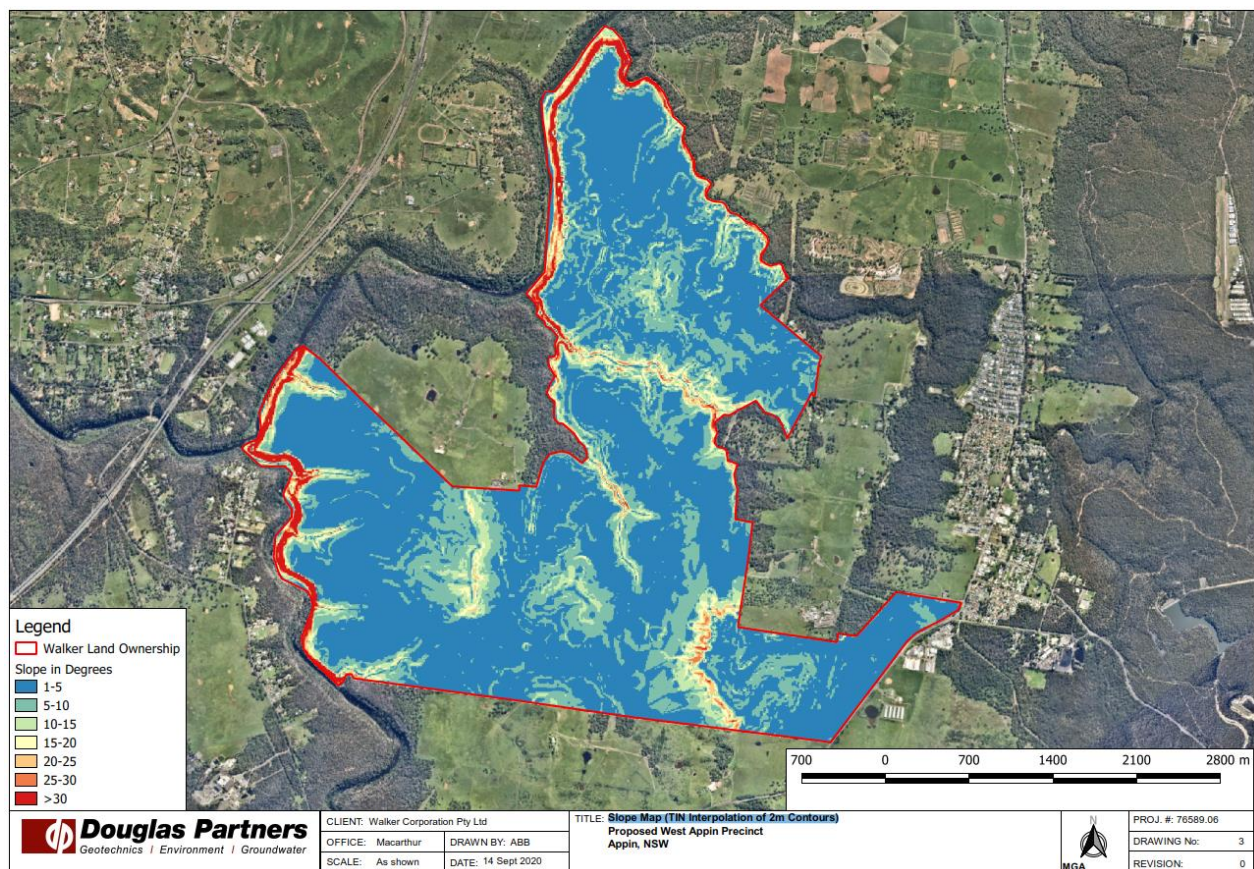 Legend
Walker Land Ownership
Slope in Degrees
1-5
5-10
10-15
15-20
20-25
25-30
>30
700 0 700 1400 2100 2800 m
Douglas Partners
Geotechnics | Environment | Groundwater
CLIENT: Walker Corporation Pty Ltd
OFFICE: Macarthur
DRAWN BY: ABB
SCALE: As shown
DATE: 14 Sept 2020
TITLE: Slope Map (TIN Interpolation of 2m Contours)
Proposed West Appin Precinct
Appin, NSW
N
MGA
PROJ. #: 76589.06
DRAWING No: 3
REVISION: 0